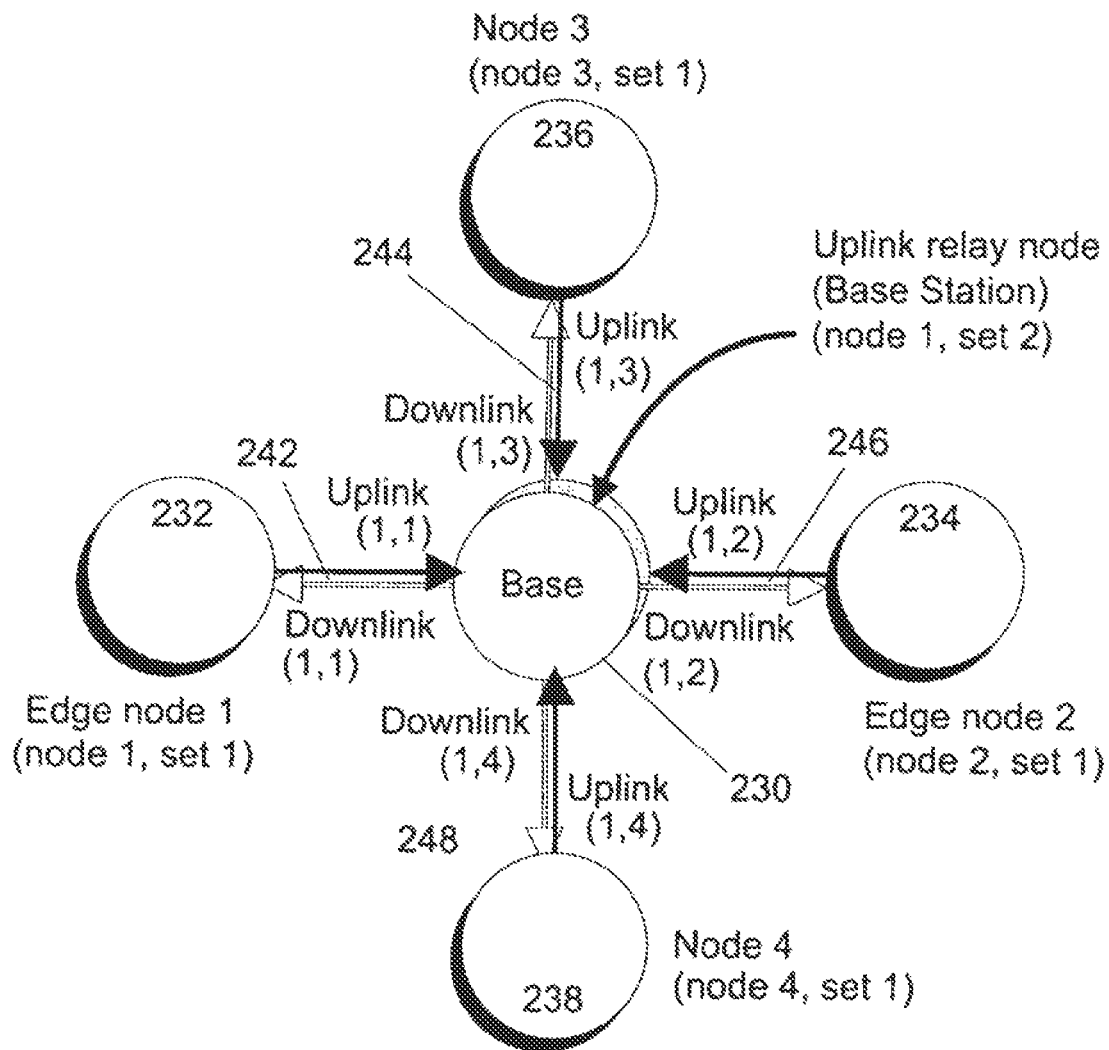 Node 3
(node 3, set 1)
236
244
Uplink relay node
(Base Station)
(node 1, set 2)
Uplink
(1,3)
Downlink
(1,3)
242
246
232
Uplink
(1,1)
Uplink
(1,2)
234
Base
Downlink
(1,1)
Downlink
(1,2)
Edge node 1
(node 1, set 1)
Downlink
(1,4)
Edge node 2
(node 2, set 1)
230
Uplink
(1,4)
248
Node 4
(node 4, set 1)
238